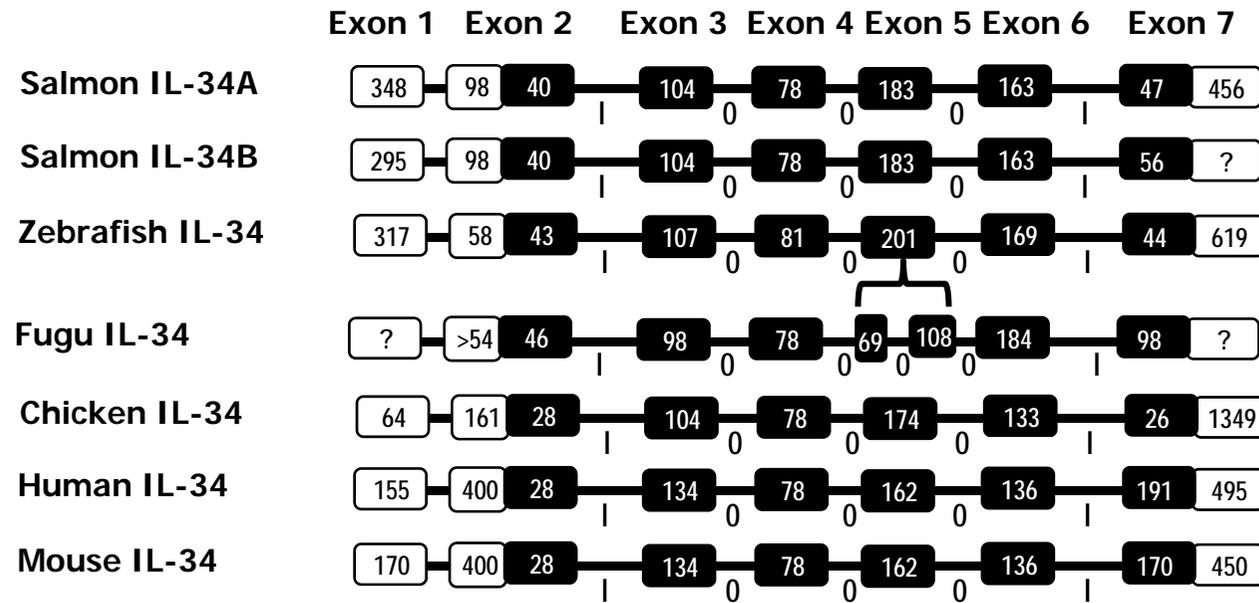 Exon 1 Exon 2 Exon 3 Exon 4 Exon 5 Exon 6 Exon 7
Salmon IL-34A 348 98 40 104 78 183 163 47 456
I 0 0 0 I
Salmon IL-34B 295 98 40 104 78 183 163 56 ?
I 0 0 0 I
Zebrafish IL-34 317 58 43 107 81 201 169 44 619
I 0 0 0 I
Fugu IL-34 ? >54 46 98 78 69 108 184 98 ?
I 0 0 0 0 I
Chicken IL-34 64 161 28 104 78 174 133 26 1349
I 0 0 0 I
Human IL-34 155 400 28 134 78 162 136 191 495
I 0 0 0 I
Mouse IL-34 170 400 28 134 78 162 136 170 450
I 0 0 0 I